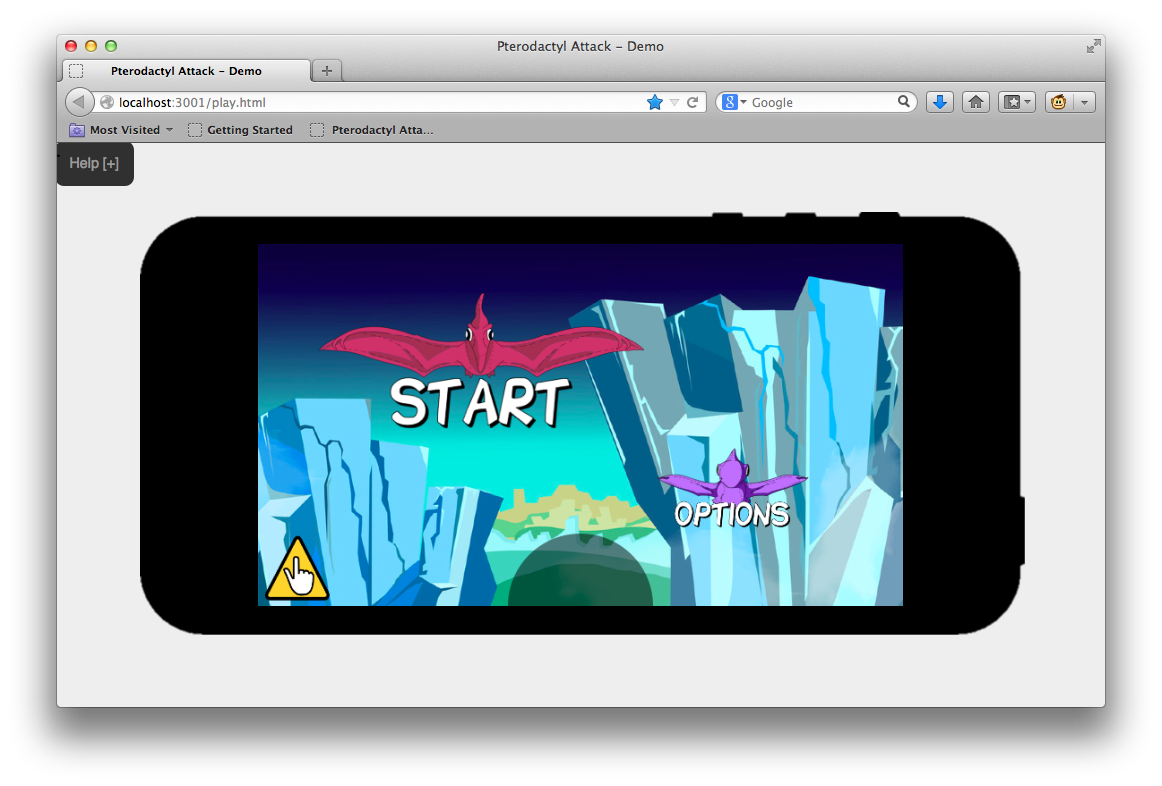 Pterodactyl Attack – Demo
Pterodactyl Attack – Demo
localhost:3001/play.html
8 Google
Most Visited Getting Started Pterodactyl Atta...
Help [+]
START
OPTIONS